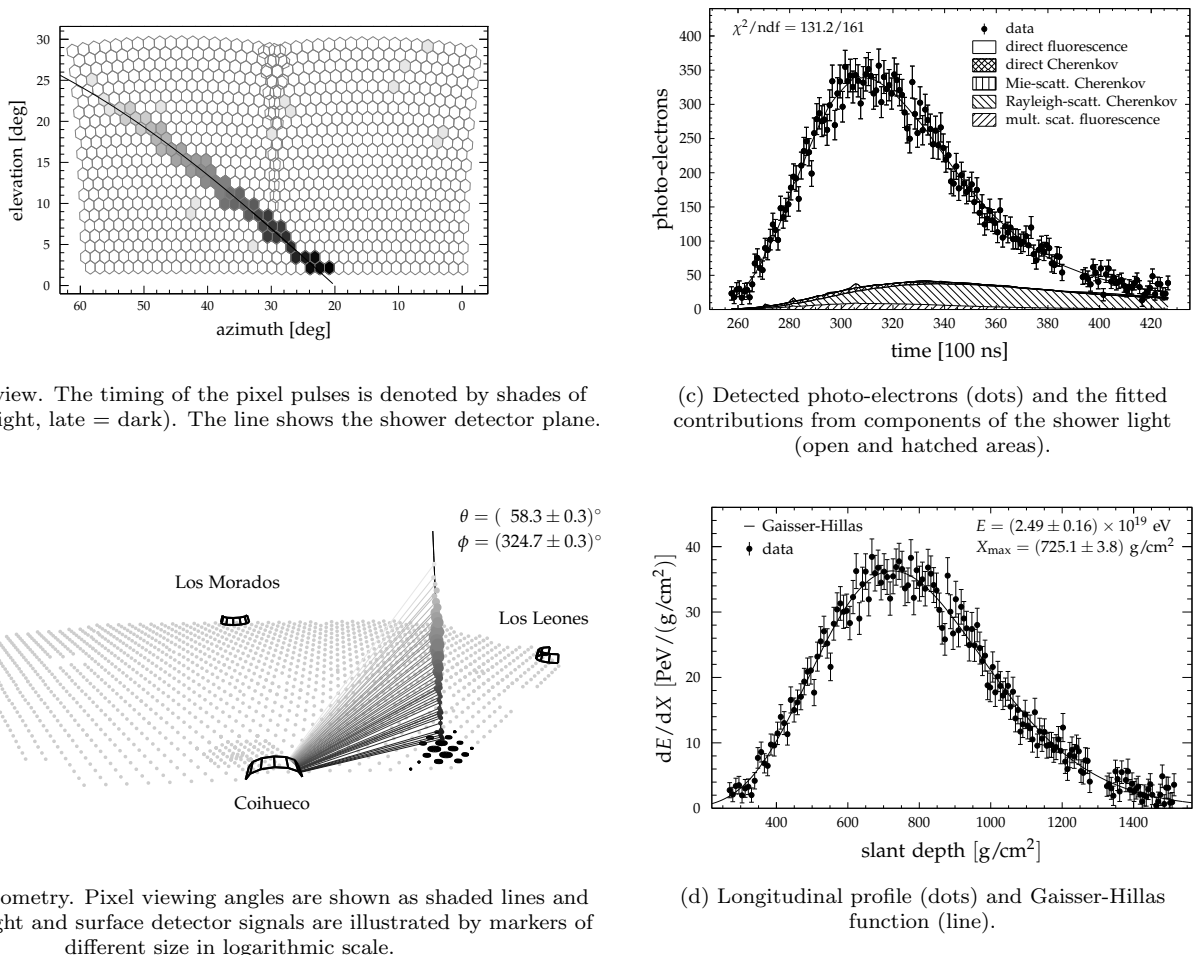 elevation [deg]
30
25
20
15
10
5
0
60 50 40 30 20 10 0
azimuth [deg]
view. The timing of the pixel pulses is denoted by shades of
late = dark). The line shows the shower detector plane.
χ²/ndf = 131.2/161
data
direct fluorescence
direct Cherenkov
Mie-scatt. Cherenkov
Rayleigh-scatt. Cherenkov
mult. scat. fluorescence
photo-electrons
400
350
300
250
200
150
100
50
0
260 280 300 320 340 360 380 400 420
time [100 ns]
(c) Detected photo-electrons (dots) and the fitted
contributions from components of the shower light
(open and hatched areas).
θ = ( 58.3 ± 0.3)°
ϕ = (324.7 ± 0.3)°
Los Morados
Los Leones
Coihueco
ometry. Pixel viewing angles are shown as shaded lines and
and surface detector signals are illustrated by markers of
different size in logarithmic scale.
Gaisser-Hillas
data
E = (2.49 ± 0.16) × 10¹⁹ eV
Xmax = (725.1 ± 3.8) g/cm²
dE/dX [PeV/(g/cm²)]
40
30
20
10
0
400 600 800 1000 1200 1400
slant depth [g/cm²]
(d) Longitudinal profile (dots) and Gaisser-Hillas
function (line).